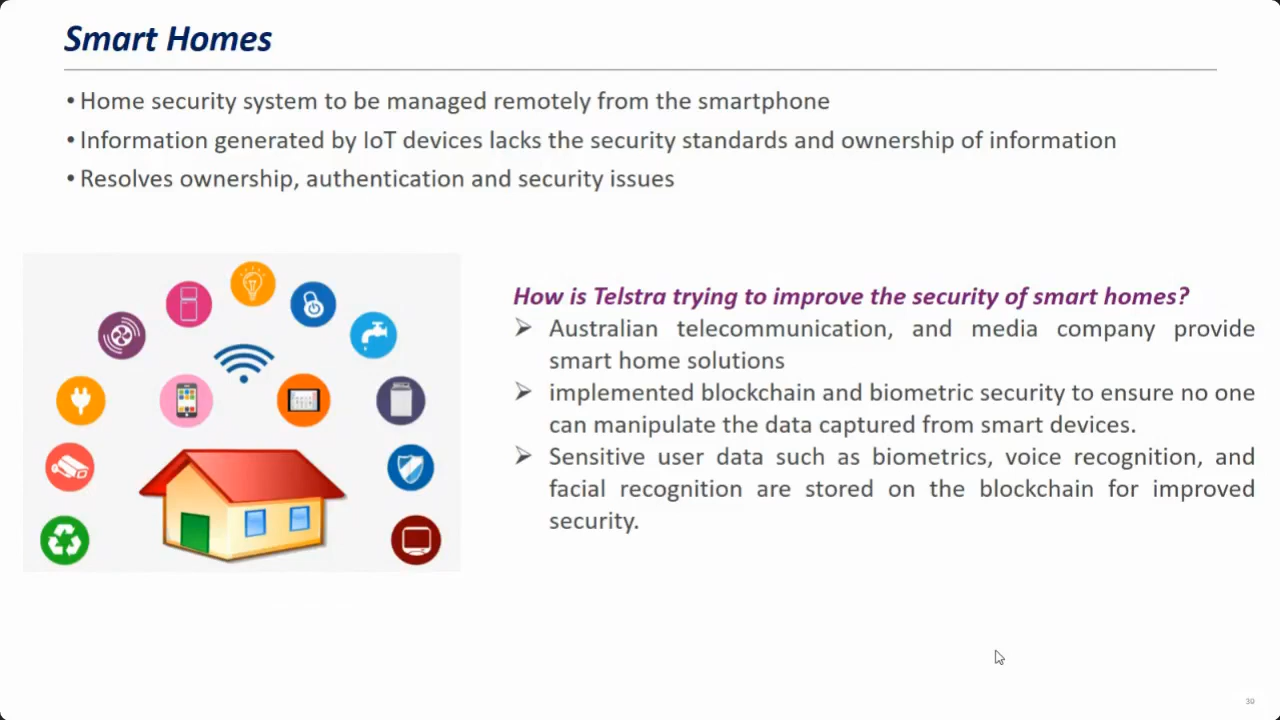 Smart Homes
• Home security system to be managed remotely from the smartphone
• Information generated by IoT devices lacks the security standards and ownership of information
• Resolves ownership, authentication and security issues
How is Telstra trying to improve the security of smart homes?
➢ Australian telecommunication, and media company provide
smart home solutions
➢ implemented blockchain and biometric security to ensure no one
can manipulate the data captured from smart devices.
➢ Sensitive user data such as biometrics, voice recognition, and
facial recognition are stored on the blockchain for improved
security.
30